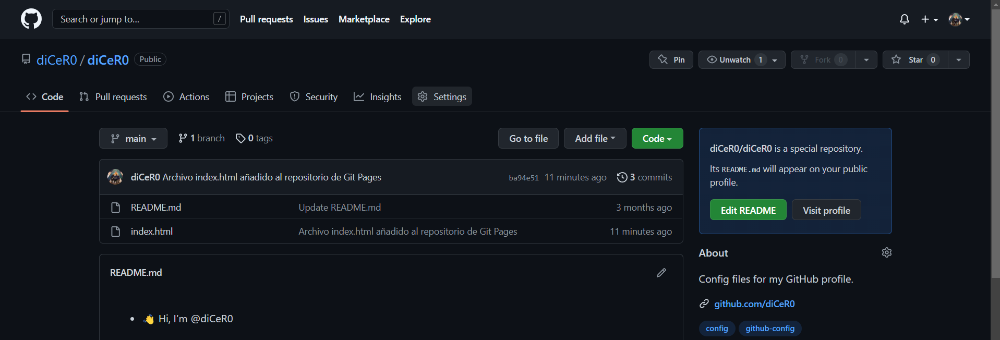 Search or jump to... / Pull requests Issues Marketplace Explore
diCeR0 / diCeR0 Public Pin Unwatch 1 Fork 0 Star 0
Code Pull requests Actions Projects Security Insights Settings
main 1 branch 0 tags Go to file Add file Code
diCeR0 Archivo index.html añadido al repositorio de Git Pages ba94e51 11 minutes ago 3 commits
README.md Update README.md 3 months ago
index.html Archivo index.html añadido al repositorio de Git Pages 11 minutes ago
README.md
👋 Hi, I'm @diCeR0
diCeR0/diCeR0 is a special repository.
Its README.md will appear on your public
profile.
Edit README Visit profile
About
Config files for my GitHub profile.
github.com/diCeR0
config github-config